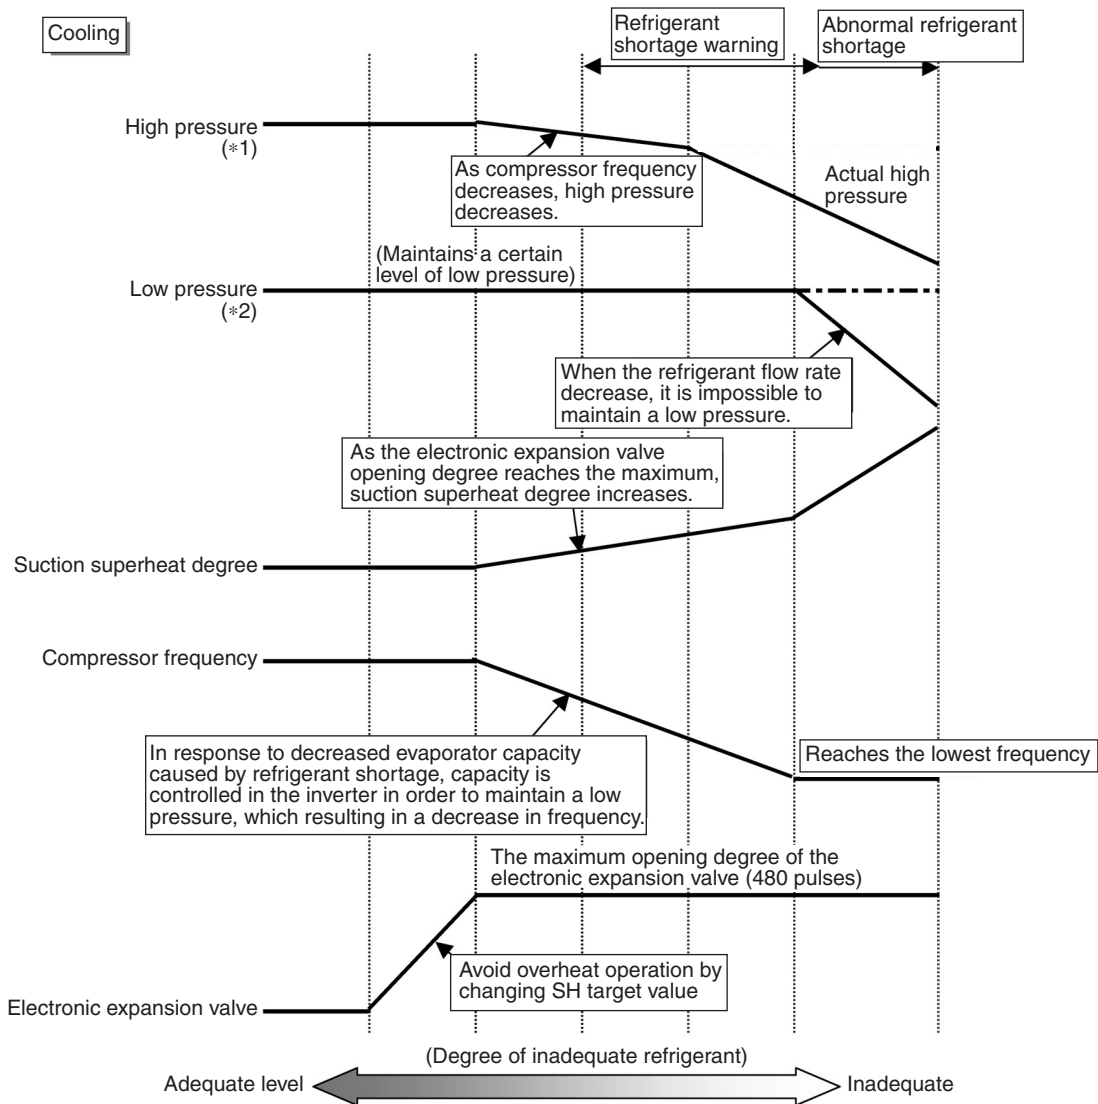 Cooling
Refrigerant
shortage warning
Abnormal refrigerant
shortage
High pressure
(*1)
As compressor frequency
decreases, high pressure
decreases.
Actual high
pressure
(Maintains a certain
level of low pressure)
Low pressure
(*2)
When the refrigerant flow rate
decrease, it is impossible to
maintain a low pressure.
As the electronic expansion valve
opening degree reaches the maximum,
suction superheat degree increases.
Suction superheat degree
Compressor frequency
In response to decreased evaporator capacity
caused by refrigerant shortage, capacity is
controlled in the inverter in order to maintain a low
pressure, which resulting in a decrease in frequency.
Reaches the lowest frequency
The maximum opening degree of the
electronic expansion valve (480 pulses)
Avoid overheat operation by
changing SH target value
Electronic expansion valve
(Degree of inadequate refrigerant)
Adequate level
Inadequate